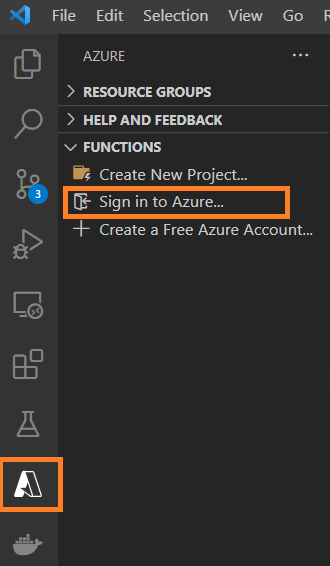 File Edit Selection View Go R
AZURE
RESOURCE GROUPS
HELP AND FEEDBACK
FUNCTIONS
Create New Project...
3
Sign in to Azure...
Create a Free Azure Account...